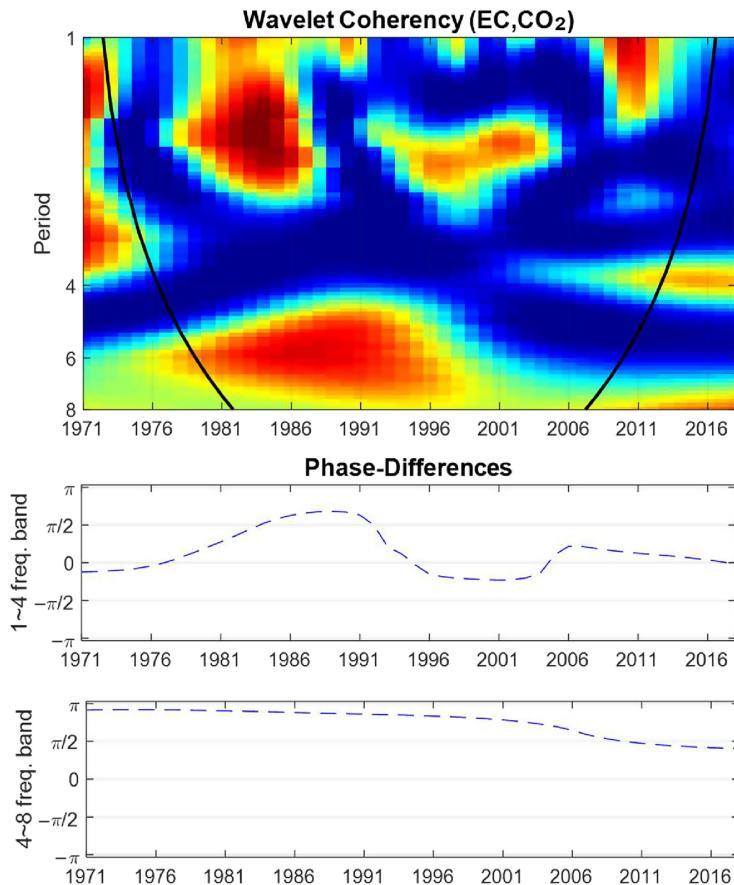 Wavelet Coherency (EC,CO₂)
Period
1
4
6
8
1971 1976 1981 1986 1991 1996 2001 2006 2011 2016
Phase-Differences
1~4 freq. band
π
π/2
0
−π/2
−π
1971 1976 1981 1986 1991 1996 2001 2006 2011 2016
4~8 freq. band
π
π/2
0
−π/2
−π
1971 1976 1981 1986 1991 1996 2001 2006 2011 2016